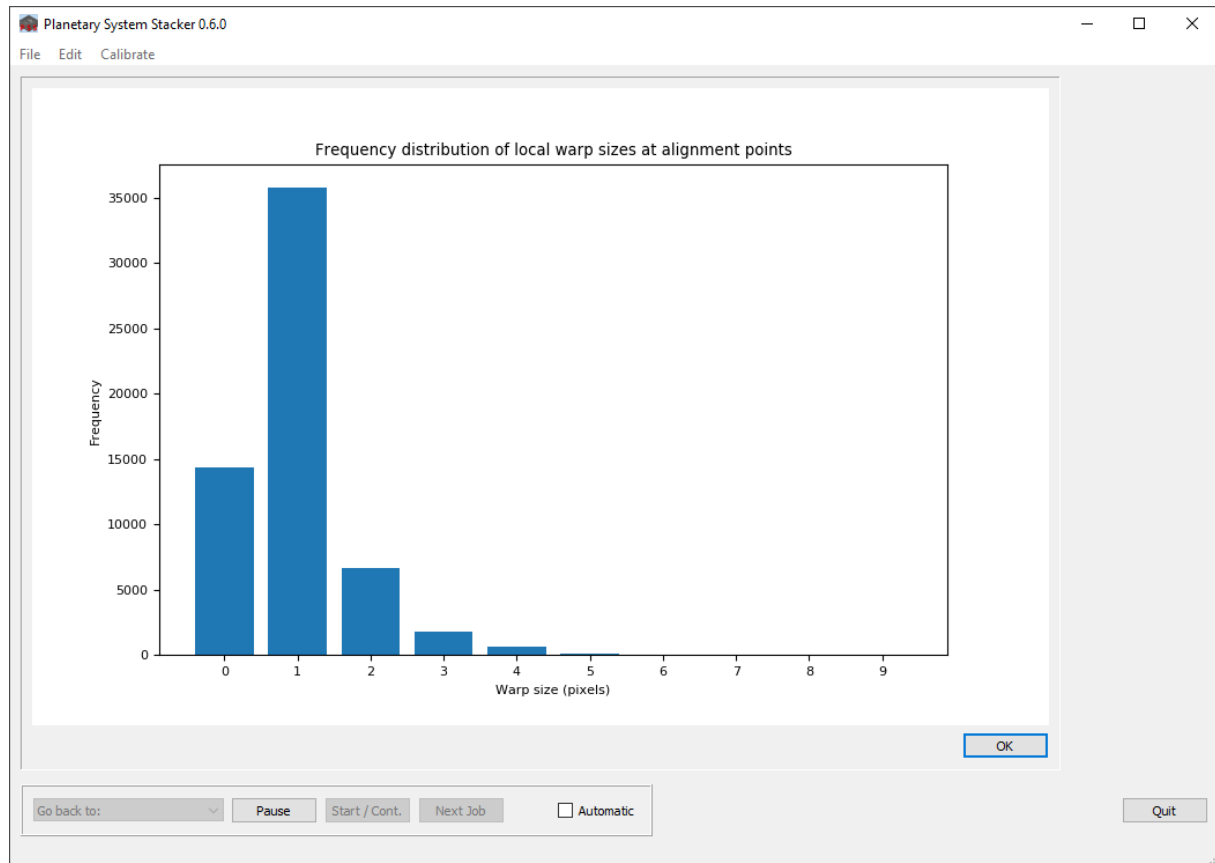 Planetary System Stacker 0.6.0
File Edit Calibrate
Frequency distribution of local warp sizes at alignment points
35000
30000
25000
20000
15000
10000
5000
0
Frequency
0 1 2 3 4 5 6 7 8 9
Warp size (pixels)
OK
Go back to: Pause Start / Cont. Next Job Automatic Quit